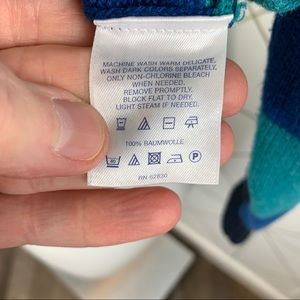 MACHINE WASH WARM DELICATE.
WASH DARK COLORS SEPARATELY,
ONLY NON-CHLORINE BLEACH
WHEN NEEDED,
REMOVE PROMPTLY.
BLOCK FLAT TO DRY.
LIGHT STEAM IF NEEDED.
100% BAUMWOLLE
P
RN 62830